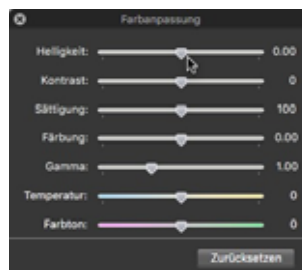 Farbanpassung
Helligkeit: 0.00
Kontrast: 0
Sättigung: 100
Färbung: 0.00
Gamma: 1.00
Temperatur: 0
Farbton: 0
Zurücksetzen